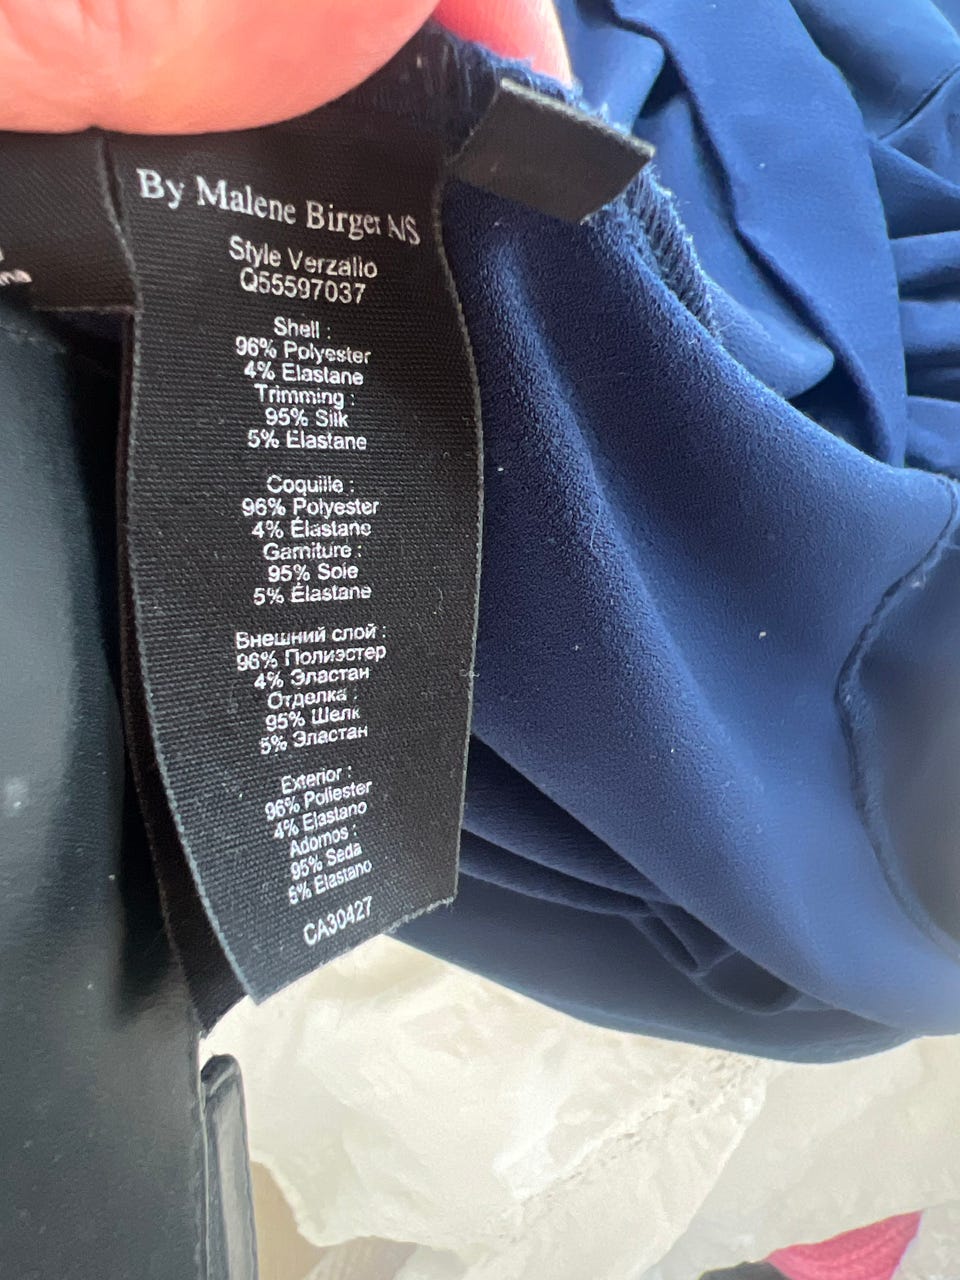 By Malene Birger A/S
Style Verzallo
Q55597037
Shell :
96% Polyester
4% Elastane
Trimming :
95% Silk
5% Elastane
Coquille :
96% Polyester
4% Élastane
Garniture :
95% Soie
5% Élastane
Внешний слой :
96% Полиэстер
4% Эластан
Отделка :
95% Шелк
5% Эластан
Exterior :
96% Poliester
4% Elastano
Adornos :
95% Seda
5% Elastano
CA30427